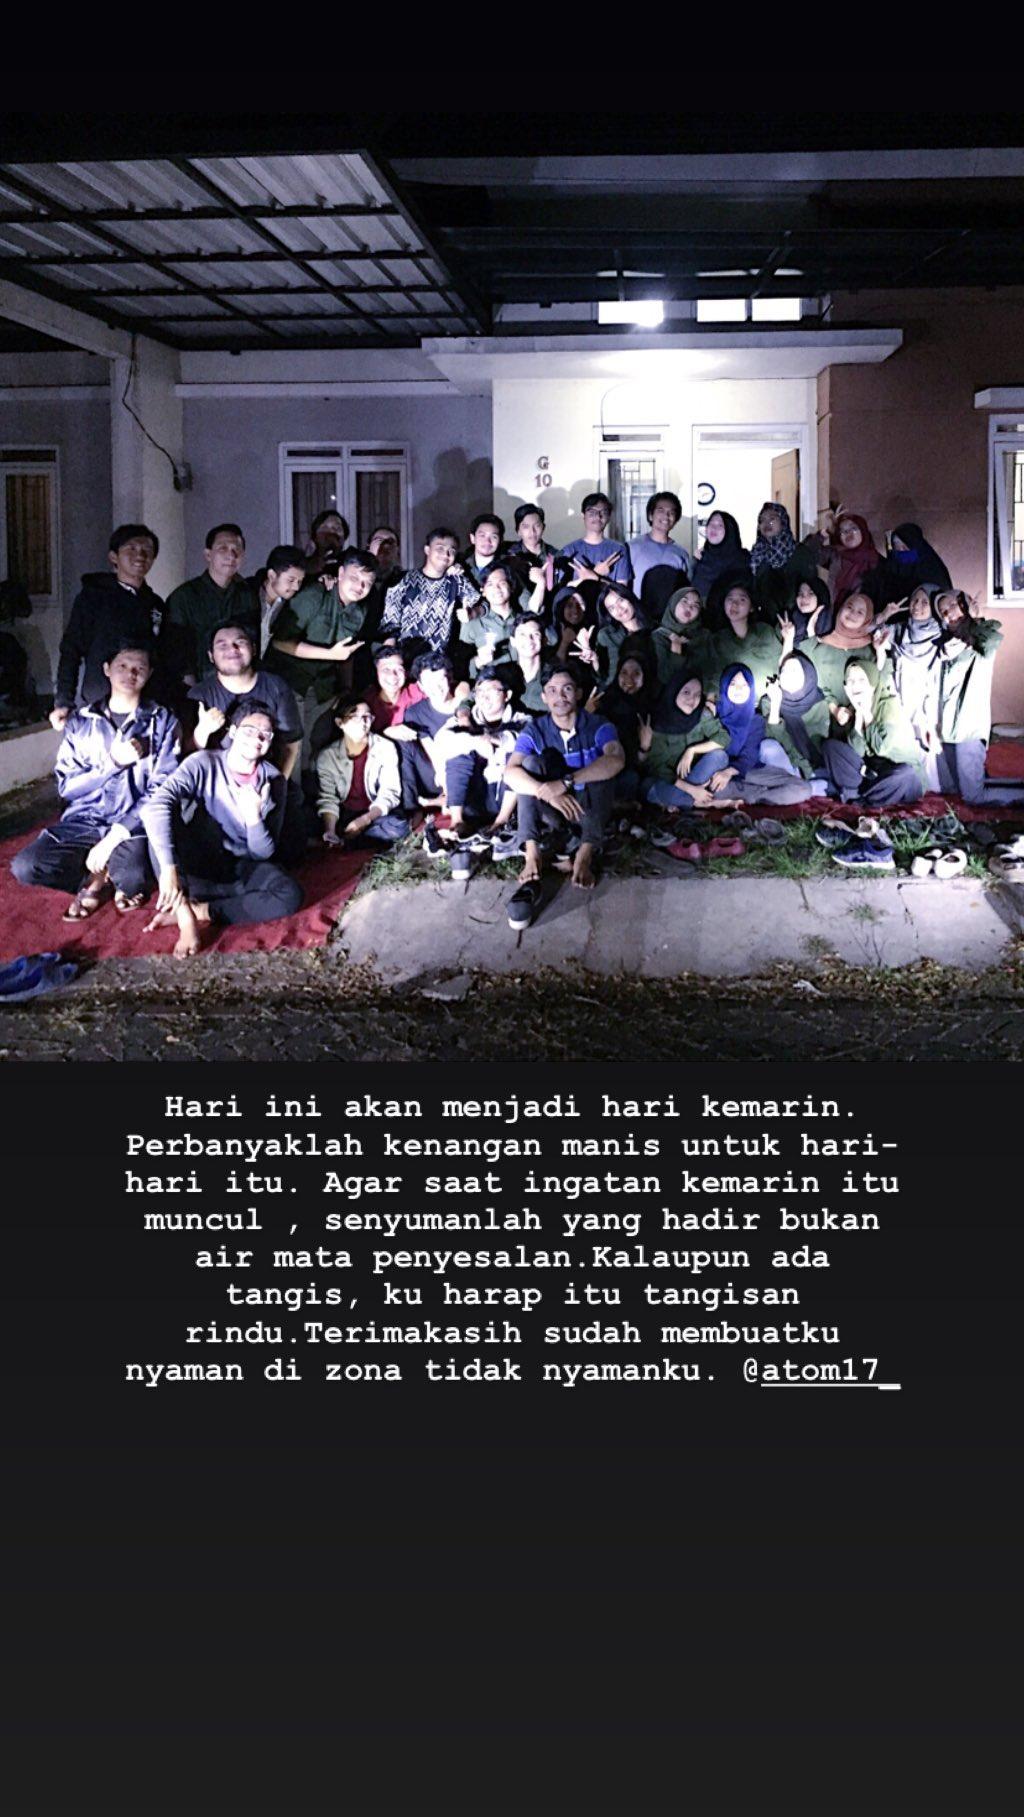 G
10
Hari ini akan menjadi hari kemarin.
Perbanyaklah kenangan manis untuk hari-
hari itu. Agar saat ingatan kemarin itu
muncul , senyumanlah yang hadir bukan
air mata penyesalan.Kalaupun ada
tangis, ku harap itu tangisan
rindu.Terimakasih sudah membuatku
nyaman di zona tidak nyamanku. @atom17_